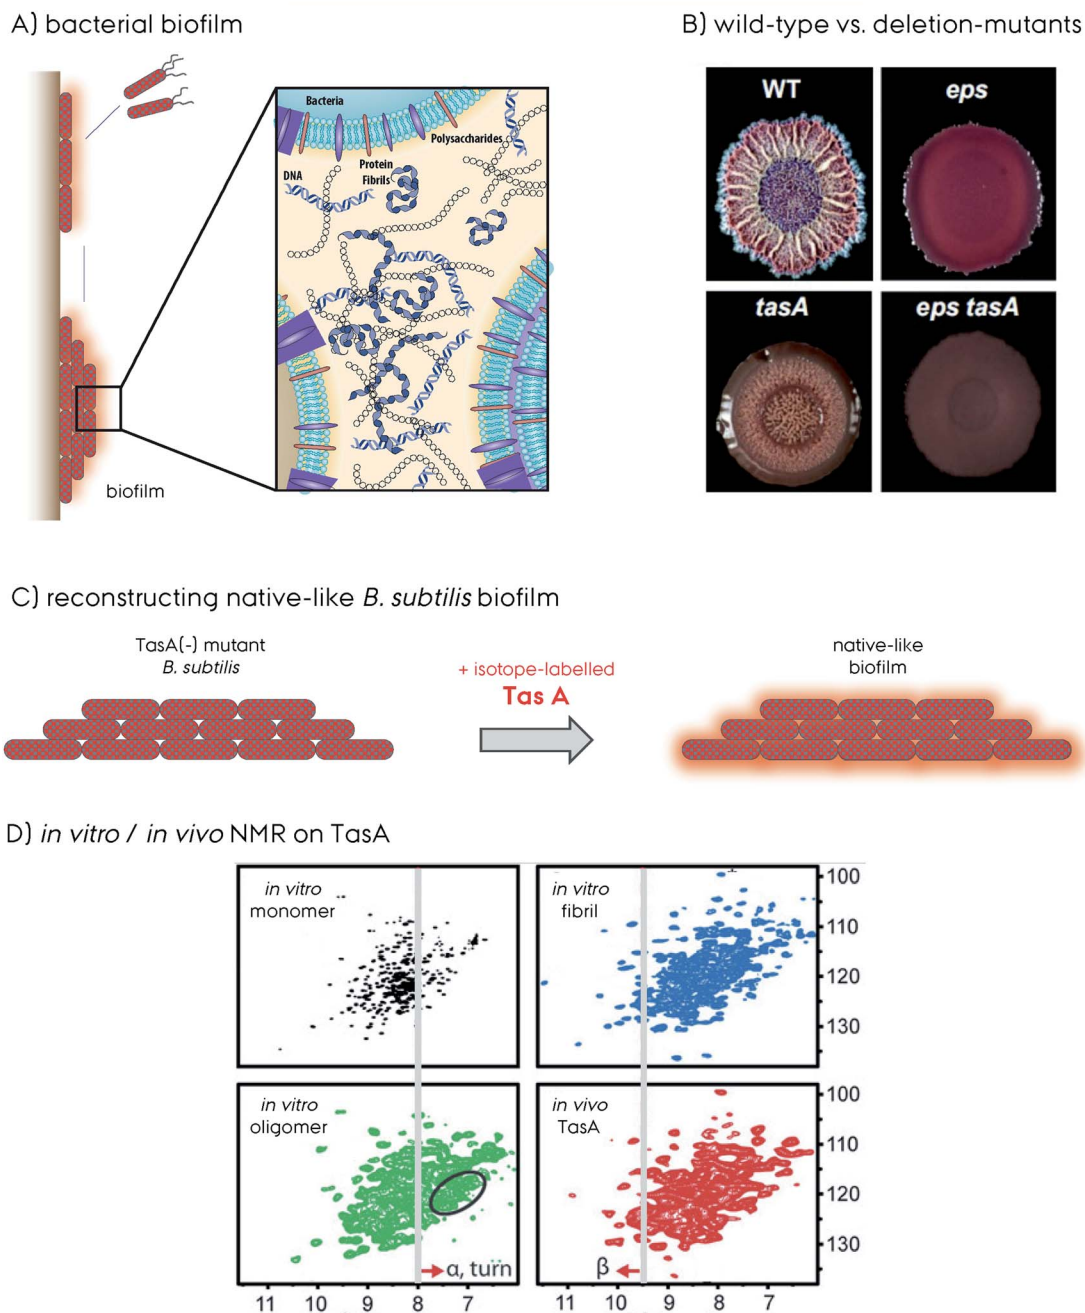 A) bacterial biofilm
Bacteria
Polysaccharides
Protein
Fibrils
DNA
biofilm
B) wild-type vs. deletion-mutants
WT
eps
tasA
eps tasA
C) reconstructing native-like B. subtilis biofilm
TasA(-) mutant
B. subtilis
+ isotope-labelled
Tas A
native-like
biofilm
D) in vitro / in vivo NMR on TasA
in vitro
monomer
in vitro
fibril
100
110
120
130
in vitro
oligomer
α, turn
in vivo
TasA
β
100
110
120
130
11 10 9 8 7
11 10 9 8 7